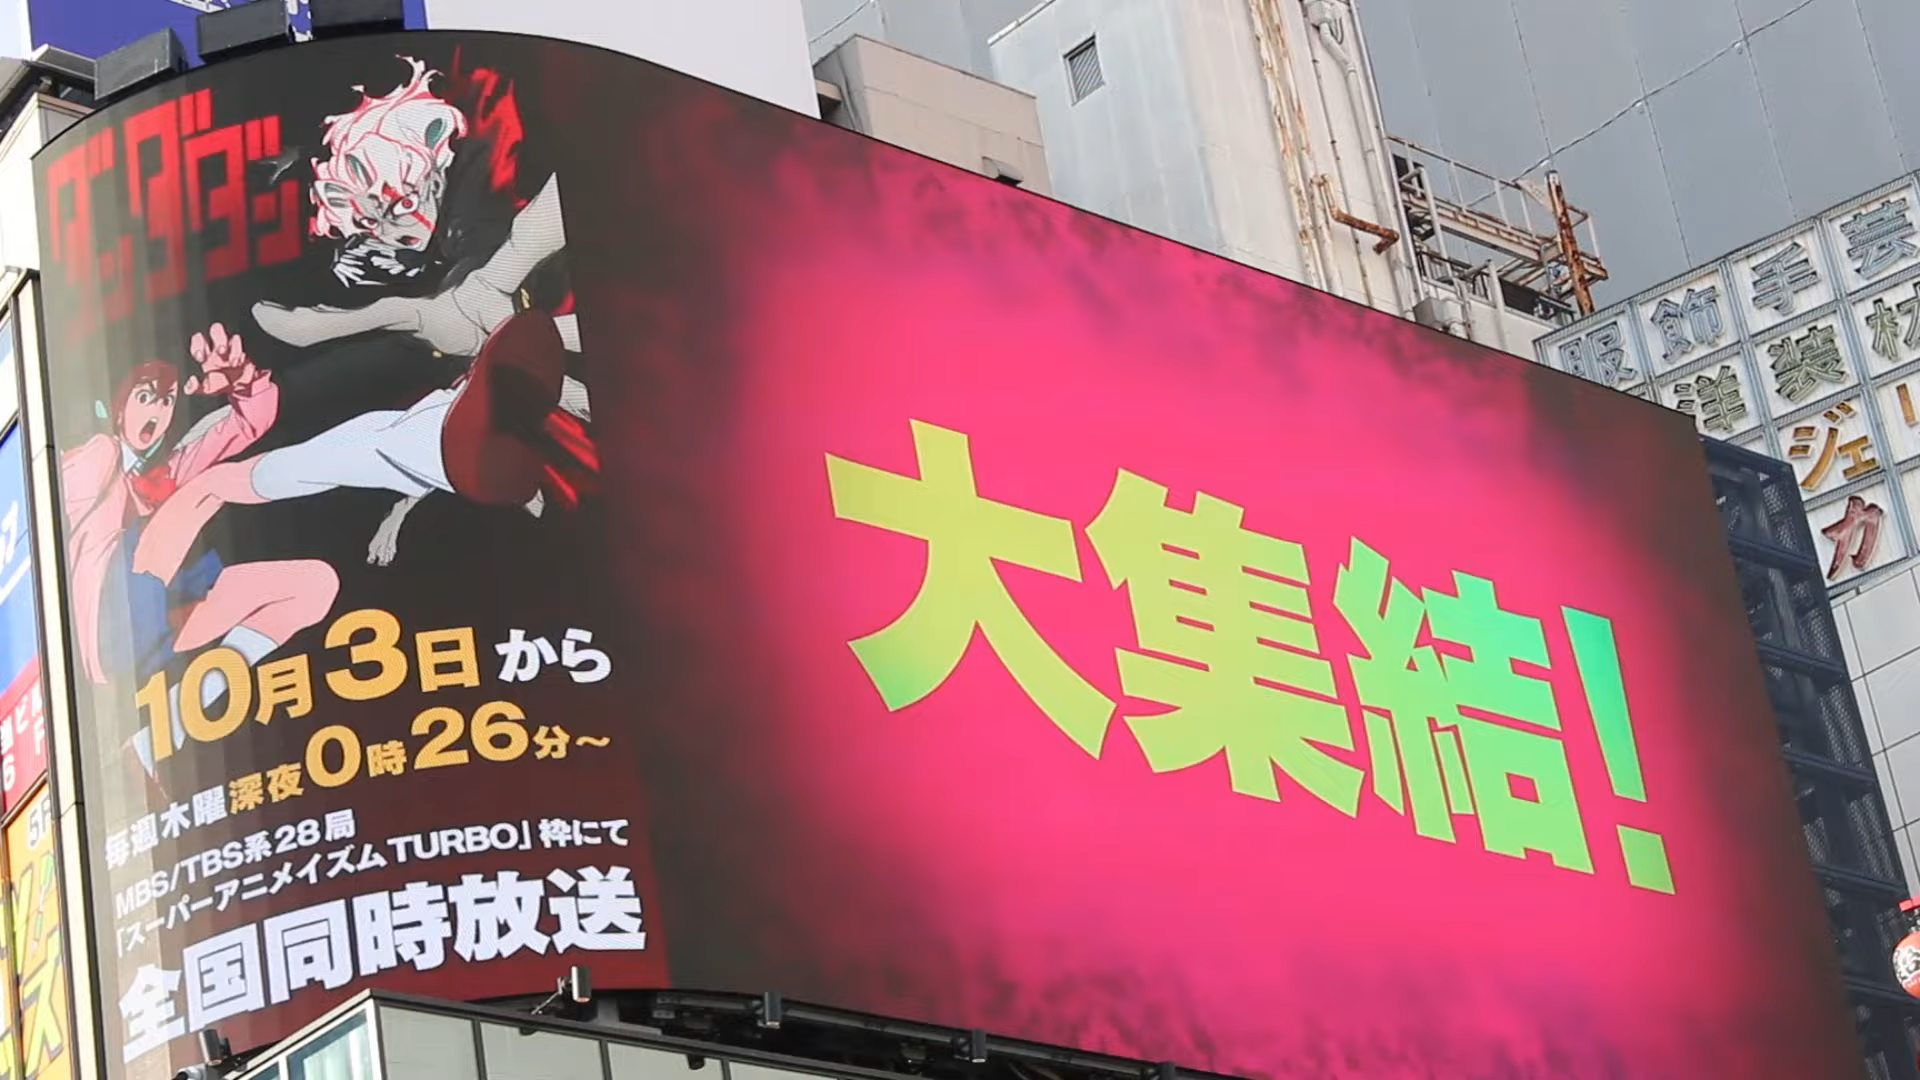 ダンダダン
10月3日から
毎週木曜深夜0時26分～
MBS/TBS系28局
「スーパーアニメイズムTURBO」枠にて
全国同時放送
大集結!
芸
手
飾
服
装
洋
ジェ
カ
5F